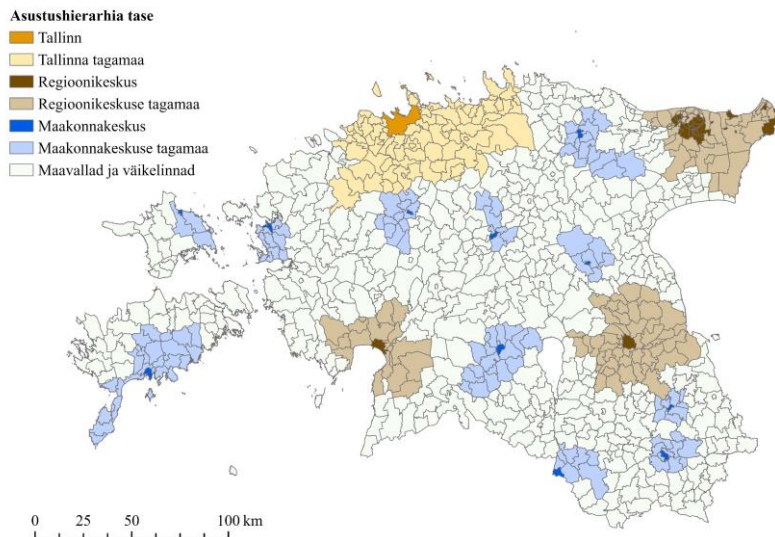 Asustushierarhia tase
Tallinn
Tallinna tagamaa
Regioonikeskus
Regioonikeskuse tagamaa
Maakonnakeskus
Maakonnakeskuse tagamaa
Maavallad ja väikelinnad
0 25 50 100 km